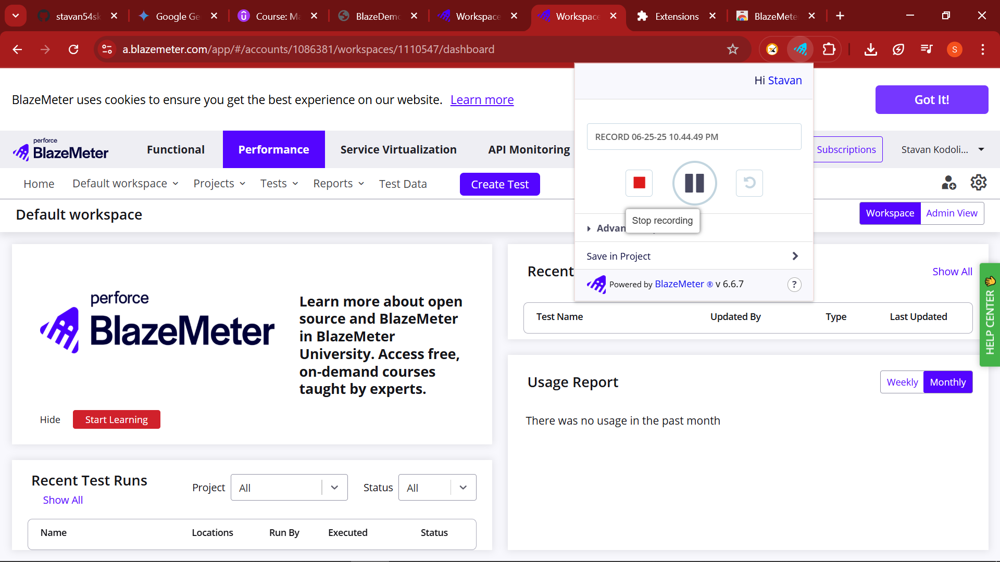 stavan54sk
Google Ge
Course: Ma
BlazeDemo
Workspace
Workspace
Extensions
BlazeMete
a.blazemeter.com/app/#/accounts/1086381/workspaces/1110547/dashboard
S
Hi Stavan
BlazeMeter uses cookies to ensure you get the best experience on our website. Learn more
Got It!
RECORD 06-25-25 10.44.49 PM
perforce
BlazeMeter
Functional
Performance
Service Virtualization
API Monitoring
Subscriptions
Stavan Kodoli...
Home
Default workspace
Projects
Tests
Reports
Test Data
Create Test
Stop recording
Advan
Default workspace
Workspace
Admin View
Save in Project
Powered by BlazeMeter ® v 6.6.7
?
perforce
BlazeMeter
Learn more about open
source and BlazeMeter
in BlazeMeter
University. Access free,
on-demand courses
taught by experts.
Hide
Start Learning
Recent
Show All
Test Name
Updated By
Type
Last Updated
HELP CENTER
Usage Report
Weekly
Monthly
There was no usage in the past month
Recent Test Runs
Show All
Project
All
Status
All
Name
Locations
Run By
Executed
Status